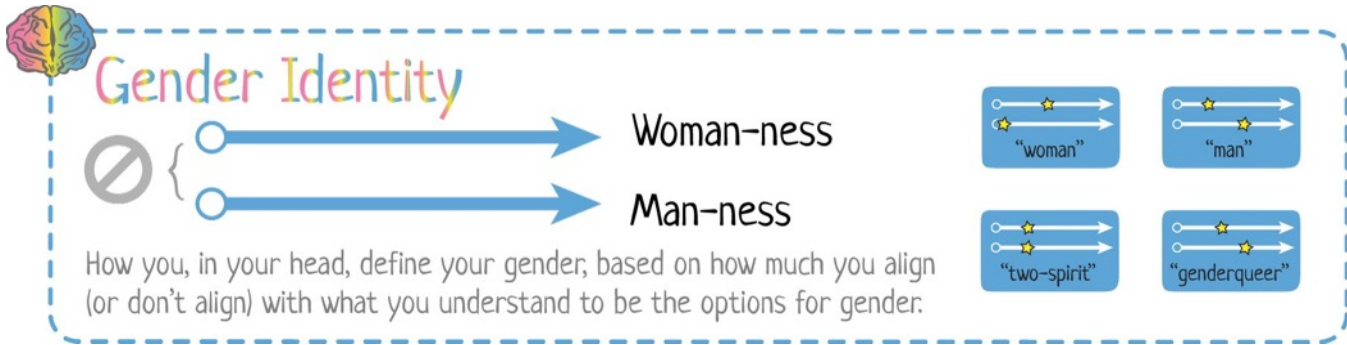 Gender Identity
Woman-ness
Man-ness
How you, in your head, define your gender, based on how much you align
(or don't align) with what you understand to be the options for gender.
"woman"
"man"
"two-spirit"
"genderqueer"